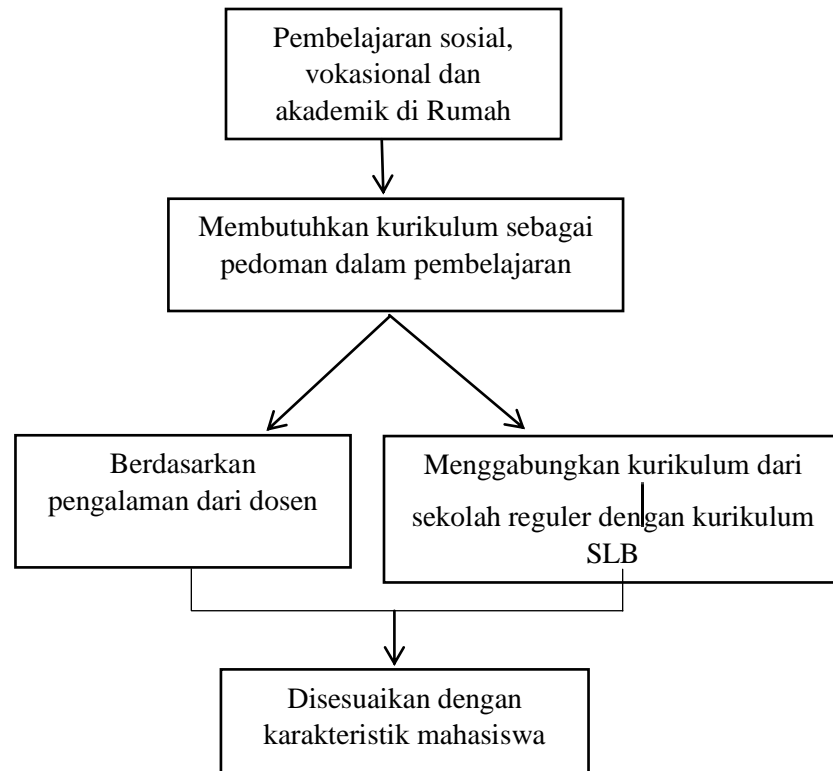 Pembelajaran sosial,
vokasional dan
akademik di Rumah
Membutuhkan kurikulum sebagai
pedoman dalam pembelajaran
Berdasarkan
pengalaman dari dosen
Menggabungkan kurikulum dari
sekolah reguler dengan kurikulum
SLB
Disesuaikan dengan
karakteristik mahasiswa